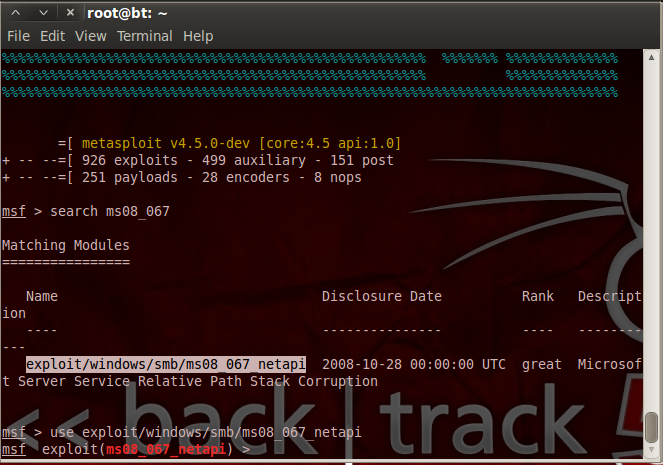 root@bt: ~
File Edit View Terminal Help
%%%%%%%%%%%%%%%%%%%%%%%%%%%%%%%%%%%%%%%%%%%%%%%%%%%%% %%%%%%% %%%%%%%%%%%%%%
%%%%%%%%%%%%%%%%%%%%%%%%%%%%%%%%%%%%%%%%%%%%%%%%%%%%% %%%%%%%%%%%%%%
%%%%%%%%%%%%%%%%%%%%%%%%%%%%%%%%%%%%%%%%%%%%%%%%%%%%%%%%%%%%%%%%%%%%%%%%%%%%%%%
=[ metasploit v4.5.0-dev [core:4.5 api:1.0]
+ -- --=[ 926 exploits - 499 auxiliary - 151 post
+ -- --=[ 251 payloads - 28 encoders - 8 nops
msf > search ms08_067
Matching Modules
================
Name Disclosure Date Rank Descript
ion
---- --------------- ---- --------
---
exploit/windows/smb/ms08_067_netapi 2008-10-28 00:00:00 UTC great Microsof
t Server Service Relative Path Stack Corruption
msf > use exploit/windows/smb/ms08_067_netapi
msf exploit(ms08_067_netapi) >
<< back | track